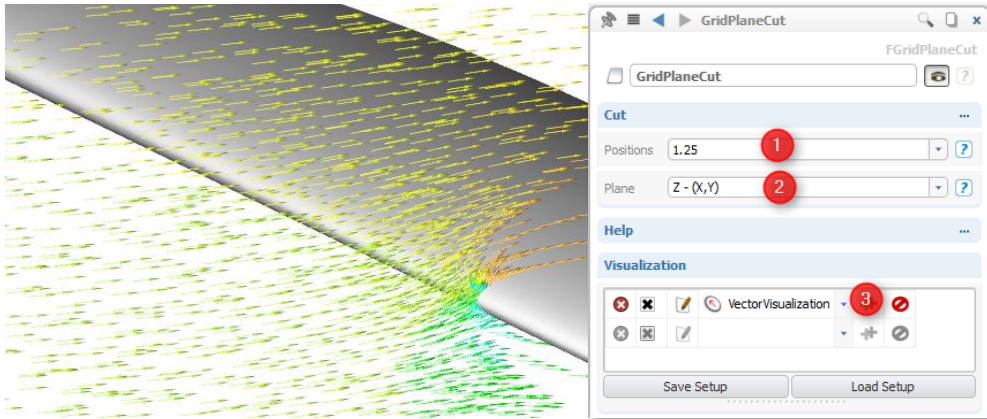 GridPlaneCut
FGridPlaneCut
GridPlaneCut
?
Cut
...
Positions 1.25 1 ?
Plane Z - (X,Y) 2 ?
Help
...
Visualization
VectorVisualization 3
Save Setup Load Setup